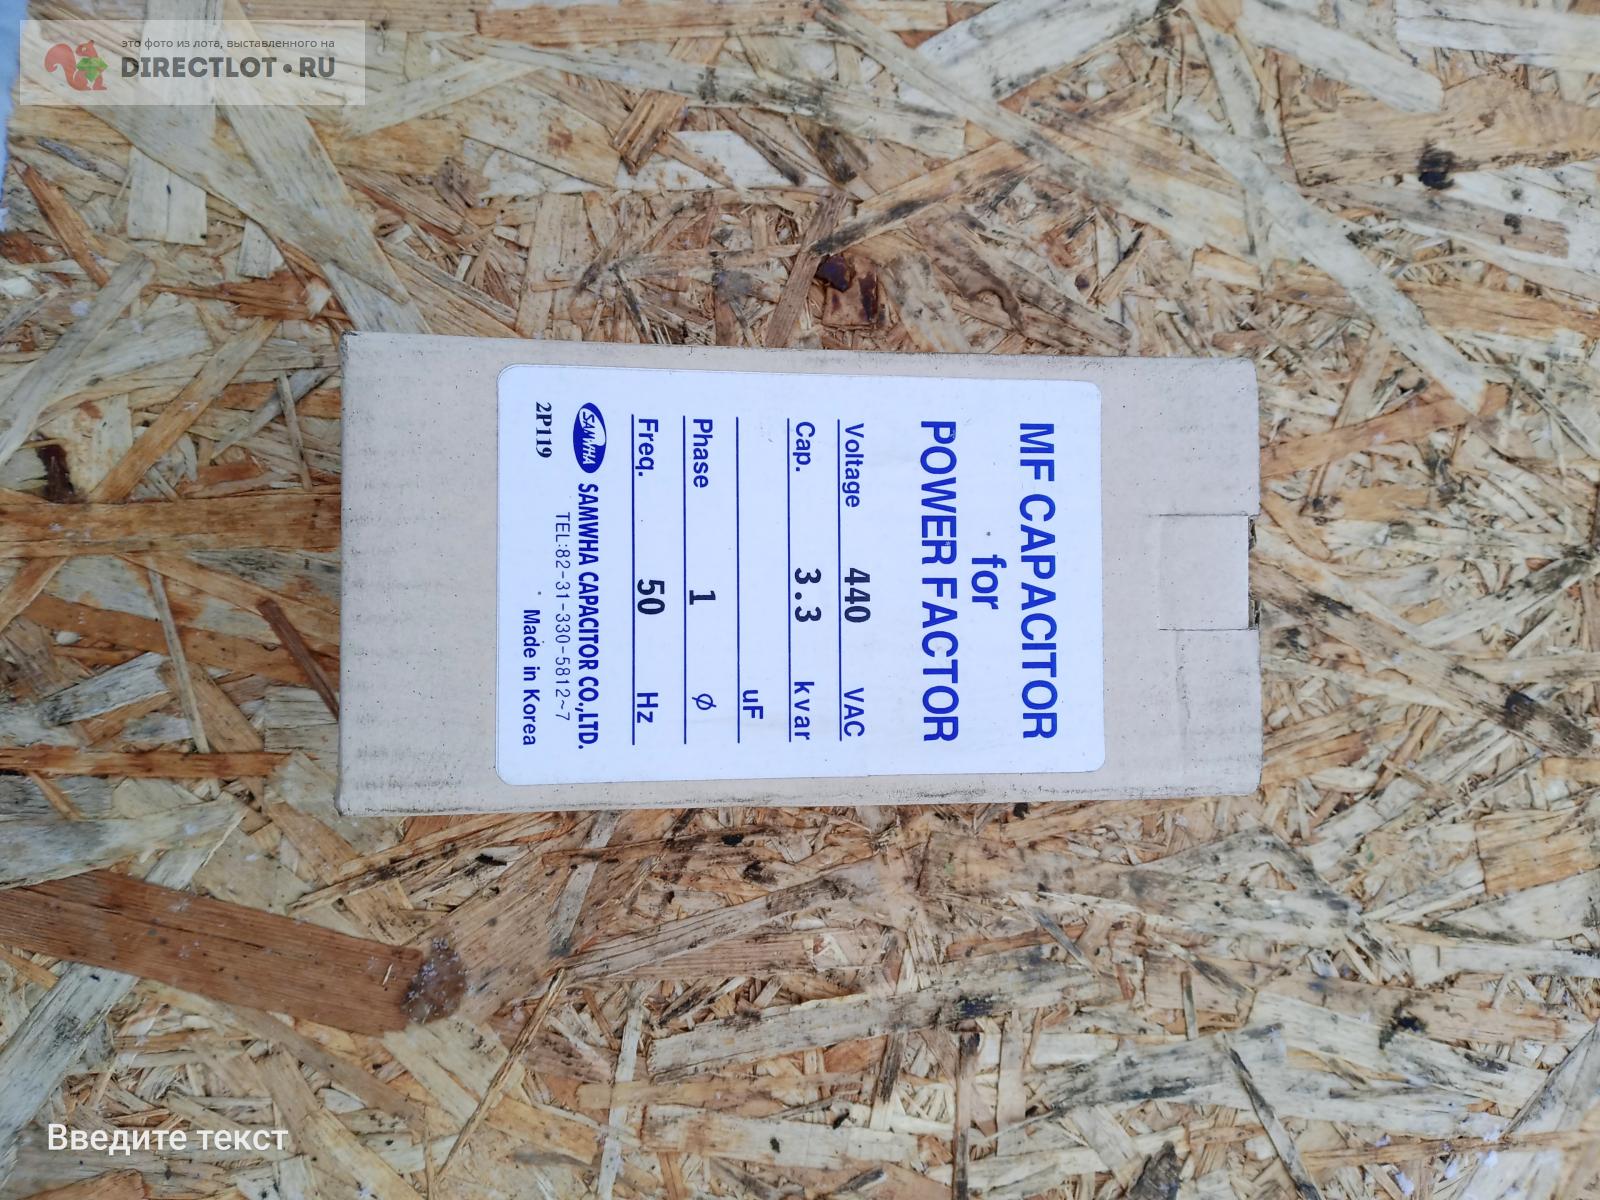 это фото из лота, выставленного на
DIRECTLOT.RU
MF CAPACITOR
for
POWER FACTOR
Voltage 440 VAC
Cap. 3.3 kvar
uF
Phase 1 Ø
Freq. 50 Hz
SAMWHA SAMWHA CAPACITOR CO.,LTD.
TEL:82-31-330-5812~7
2P119 Made in Korea
Введите текст